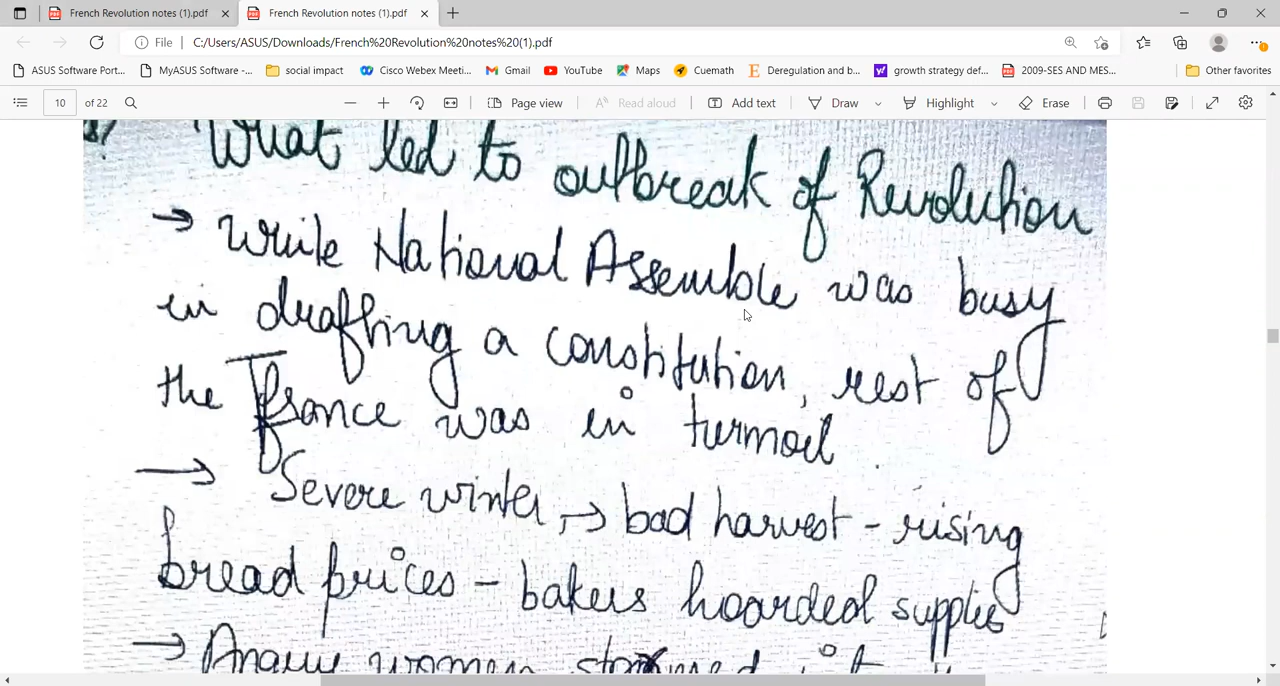 French Revolution notes (1).pdf
French Revolution notes (1).pdf
File C:/Users/ASUS/Downloads/French%20Revolution%20notes%20(1).pdf
ASUS Software Port... MyASUS Software -... social impact Cisco Webex Meeti... Gmail YouTube Maps Cuemath Deregulation and b... growth strategy def... 2009-SES AND MES... Other favorites
10 of 22 Page view Read aloud Add text Draw Highlight Erase
What led to outbreak of Revolution
→ While National Assemble was busy
in drafting a constitution, rest of
the France was in turmoil.
→ Severe winter, → bad harvest - rising
bread prices - bakers hoarded supplies
→ women stormed